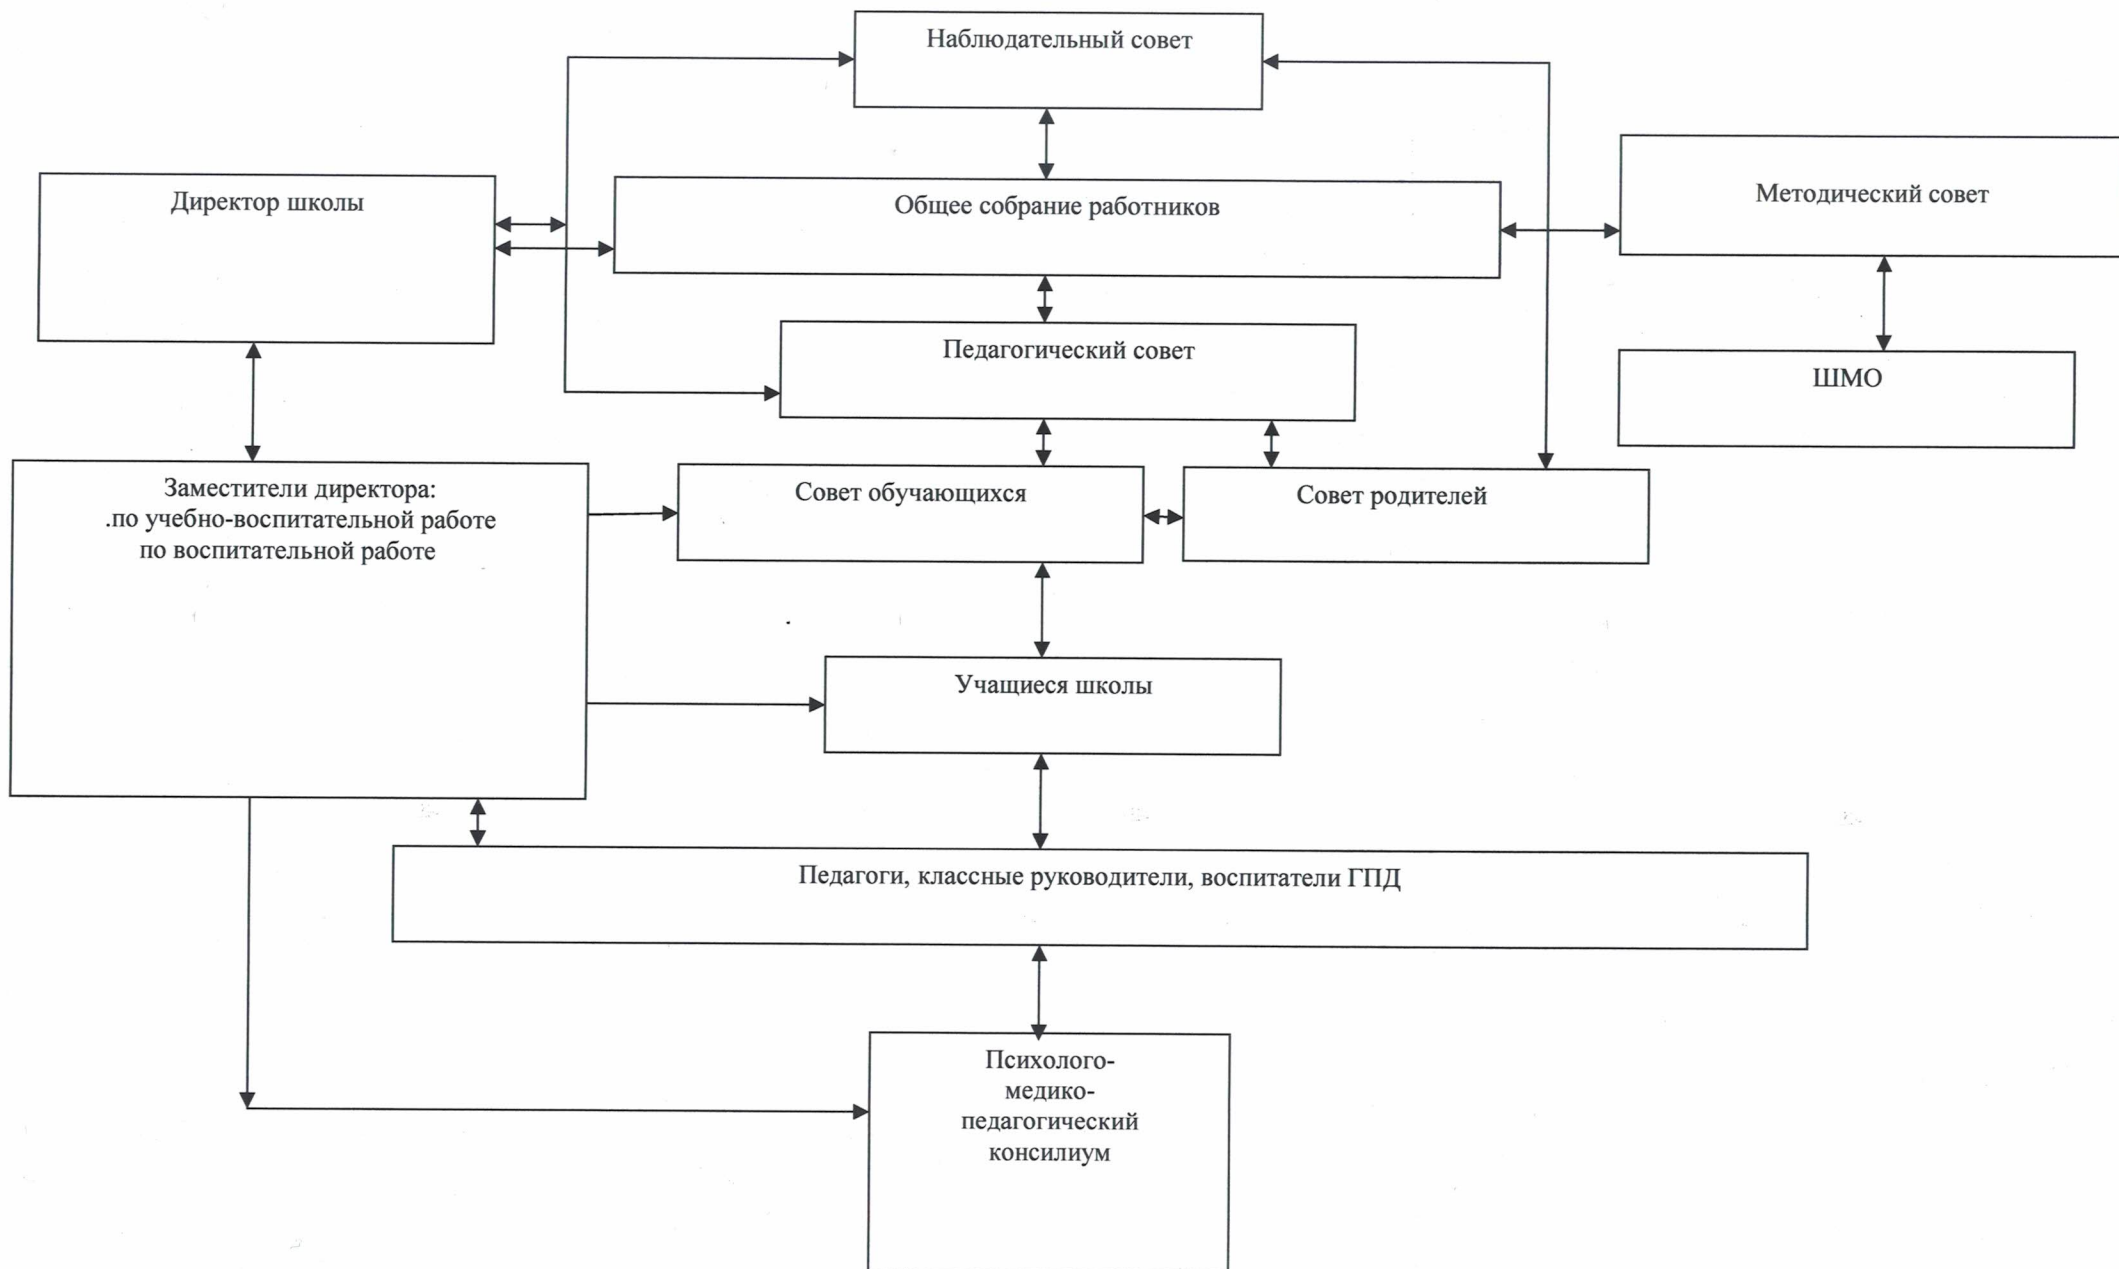 Наблюдательный совет
Директор школы
Общее собрание работников
Методический совет
Педагогический совет
ШМО
Заместители директора:
.по учебно-воспитательной работе
по воспитательной работе
Совет обучающихся
Совет родителей
Учащиеся школы
Педагоги, классные руководители, воспитатели ГПД
Психолого-
медико-
педагогический
консилиум